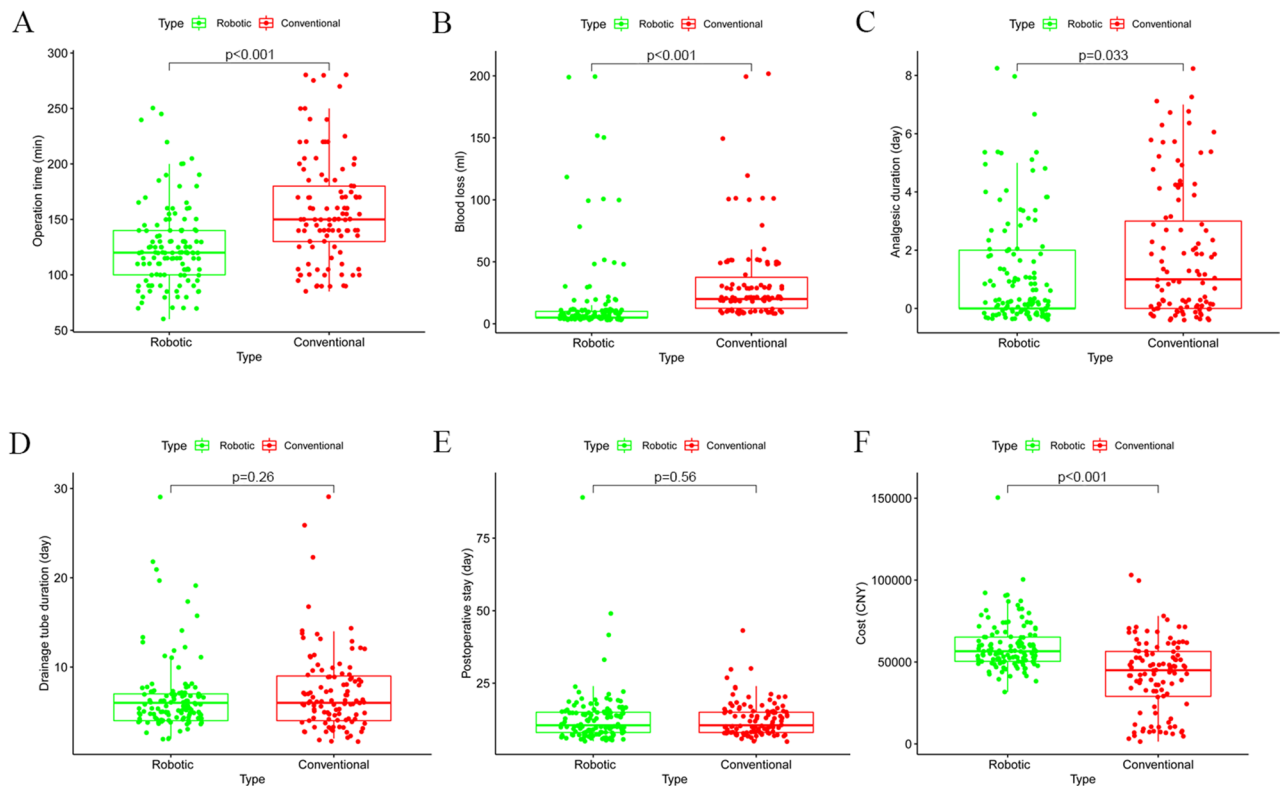 A
Type Robotic Conventional
p<0.001
Operation time (min)
300
250
200
150
100
50
Robotic Conventional
Type
B
Type Robotic Conventional
p<0.001
Blood loss (ml)
200
150
100
50
0
Robotic Conventional
Type
C
Type Robotic Conventional
p=0.033
Analgesic duration (day)
8
6
4
2
0
Robotic Conventional
Type
D
Type Robotic Conventional
p=0.26
Drainage tube duration (day)
30
20
10
Robotic Conventional
Type
E
Type Robotic Conventional
p=0.56
Postoperative stay (day)
75
50
25
Robotic Conventional
Type
F
Type Robotic Conventional
p<0.001
Cost (CNY)
150000
100000
50000
0
Robotic Conventional
Type